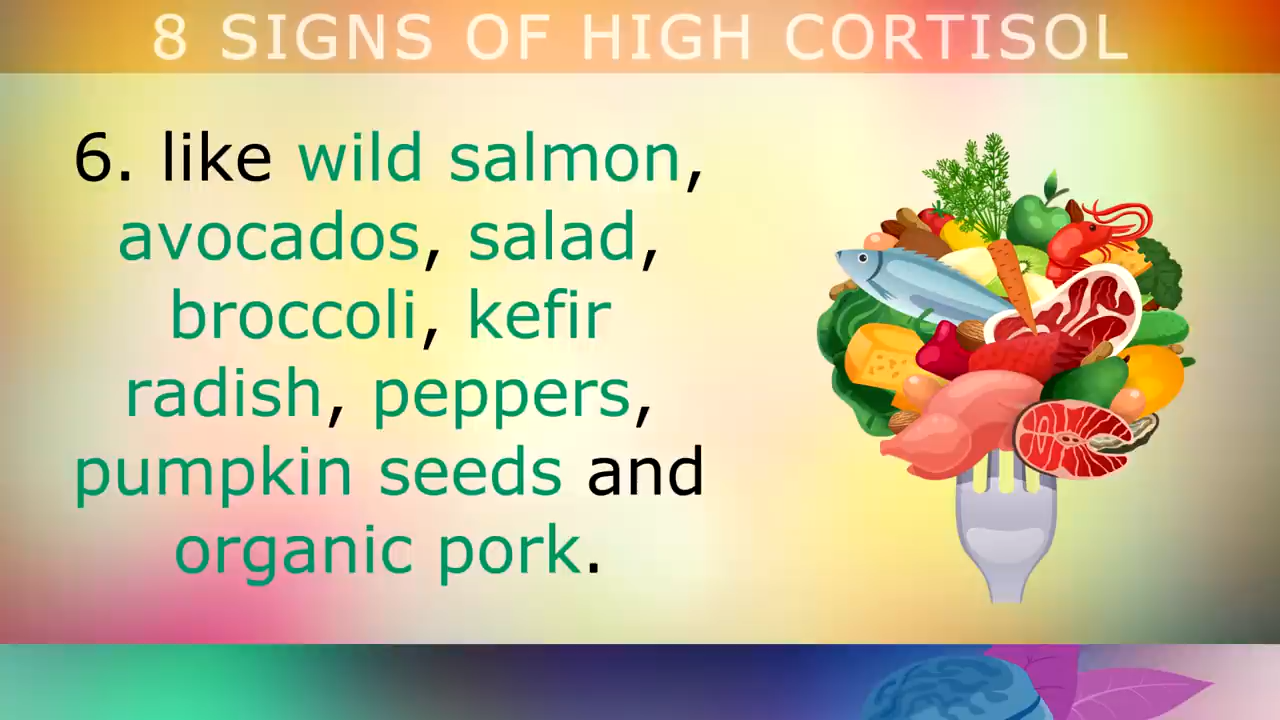 8 SIGNS OF HIGH CORTISOL
6. like wild salmon,
avocados, salad,
broccoli, kefir
radish, peppers,
pumpkin seeds and
organic pork.